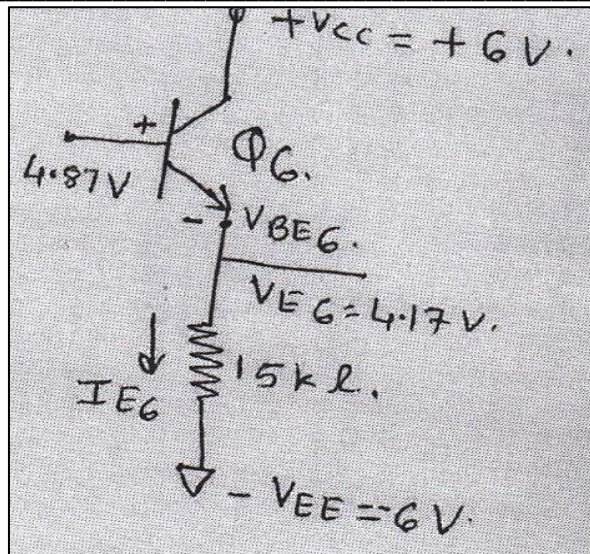 +VCC = +6V.
+
Q6.
4.87V
- VBE6.
VE6=4.17V.
IE6
15kΩ.
-VEE=-6V.